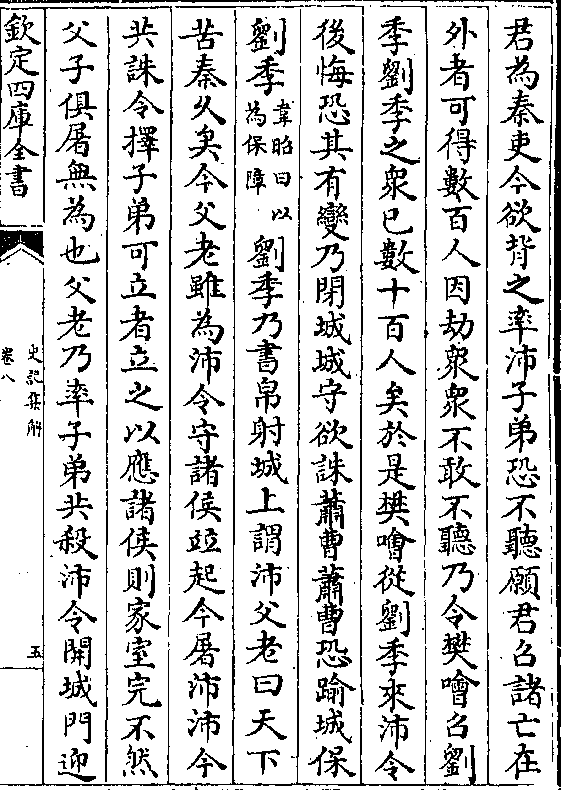 君為秦吏今欲背之率沛子弟恐不聽願君召諸亡在
外者可得數百人因劫衆衆不敢不聽乃令樊噲召劉
季劉季之衆已數十百人矣於是樊噲從劉季來沛令
後悔恐其有變乃閉城城守欲誅蕭曹蕭曹恐踰城保
劉季韋昭曰以為保障劉季乃書帛射城上謂沛父老曰天下
苦秦久矣今父老雖為沛令守諸侯竝起今屠沛沛今
共誅令擇子弟可立者立之以應諸侯則家室完不然
父子俱屠無為也父老乃率子弟共殺沛令開城門迎
欽定四庫全書
史記集解
卷八
五